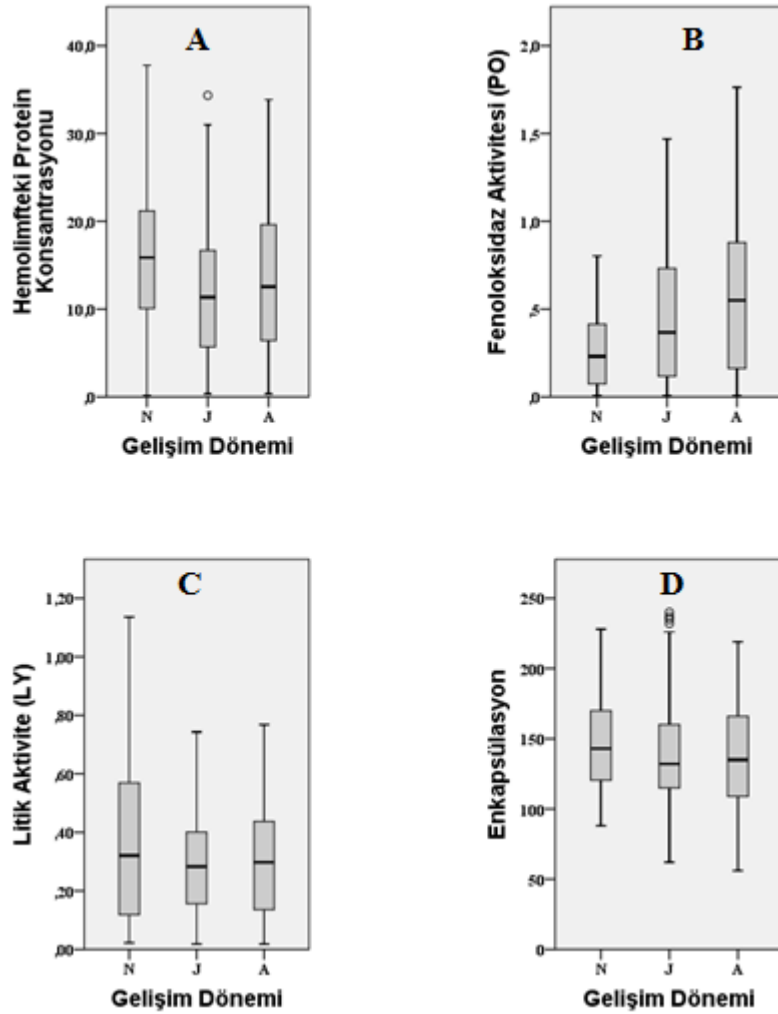 A
Hemolimfteki Protein
Konsantrasyonu
40,0
30,0
20,0
10,0
,0
N J A
Gelişim Dönemi
B
Fenoloksidaz Aktivitesi (PO)
2,0
1,5
1,0
,5
,0
N J A
Gelişim Dönemi
C
Litik Aktivite (LY)
1,20
1,00
,80
,60
,40
,20
,00
N J A
Gelişim Dönemi
D
Enkapsülasyon
250
200
150
100
50
0
N J A
Gelişim Dönemi